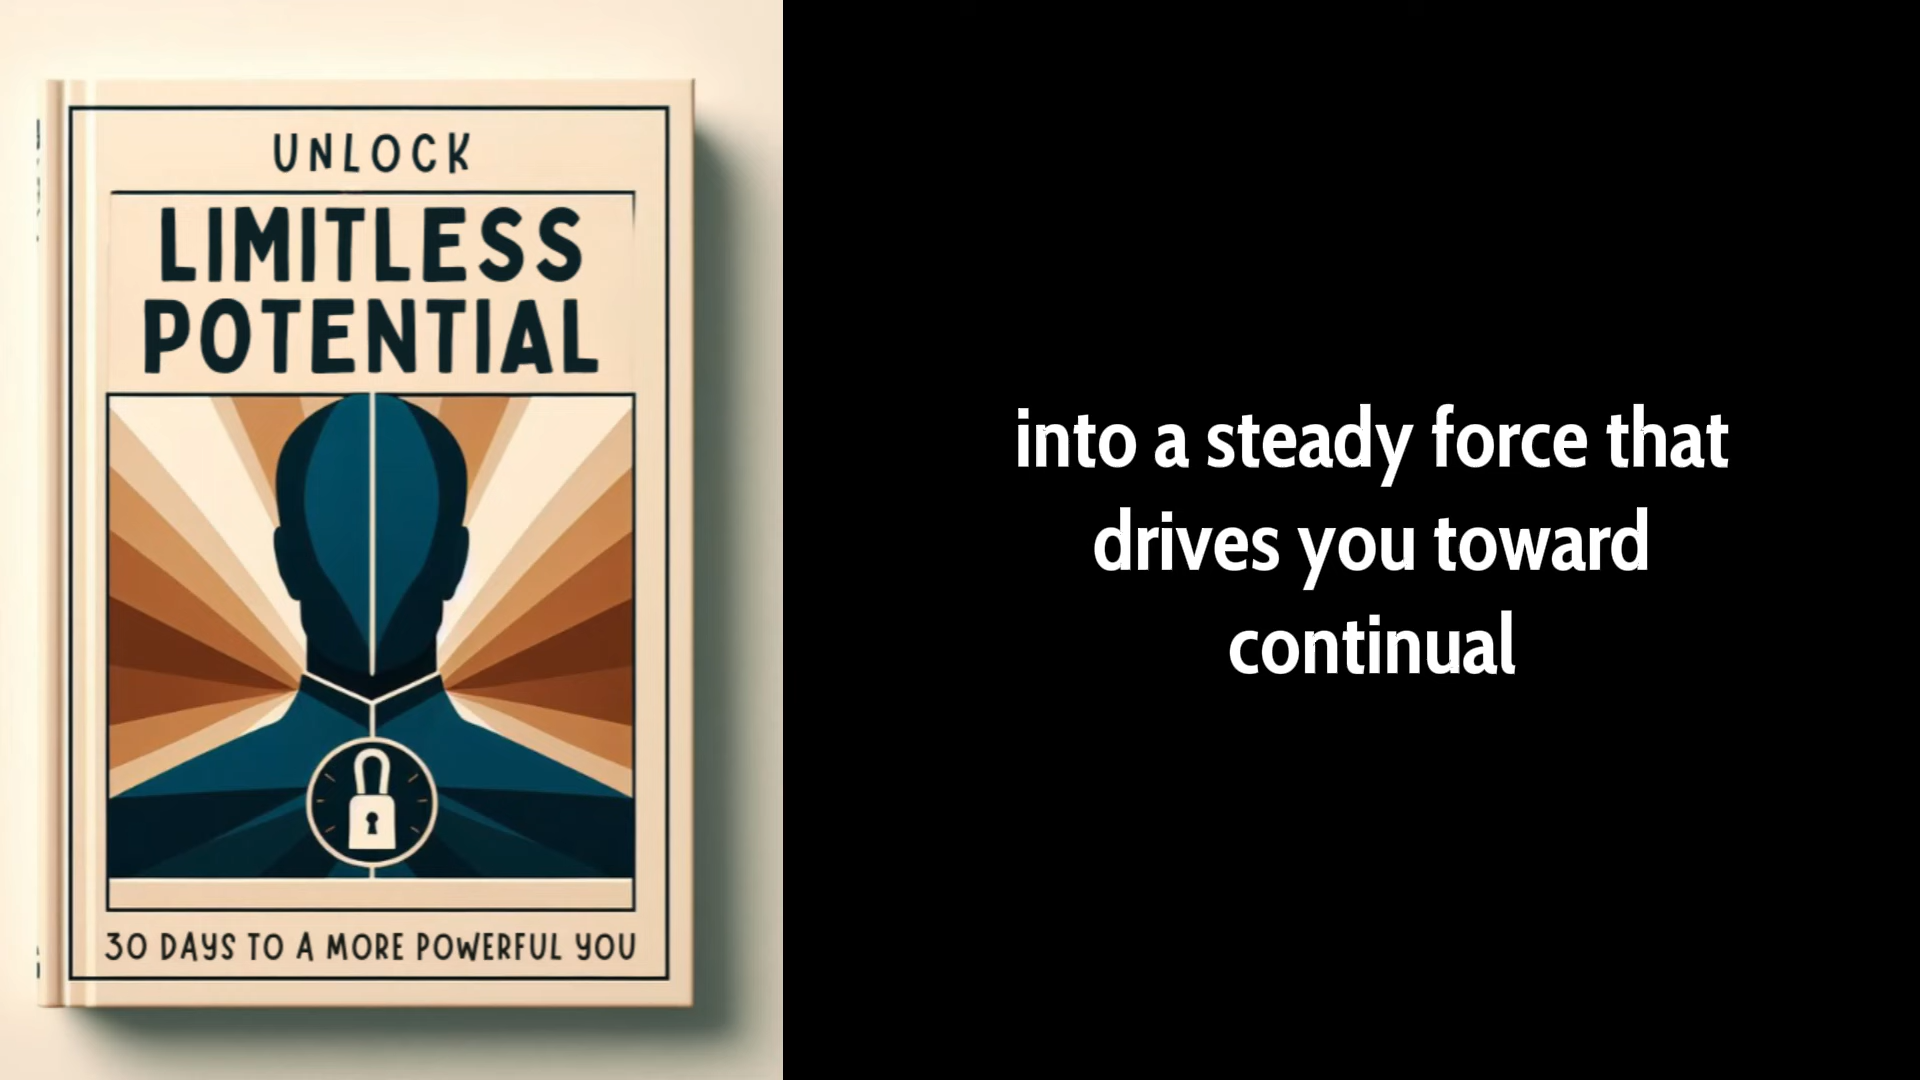 UNLOCK
LIMITLESS
POTENTIAL
30 DAYS TO A MORE POWERFUL YOU
into a steady force that
drives you toward
continual